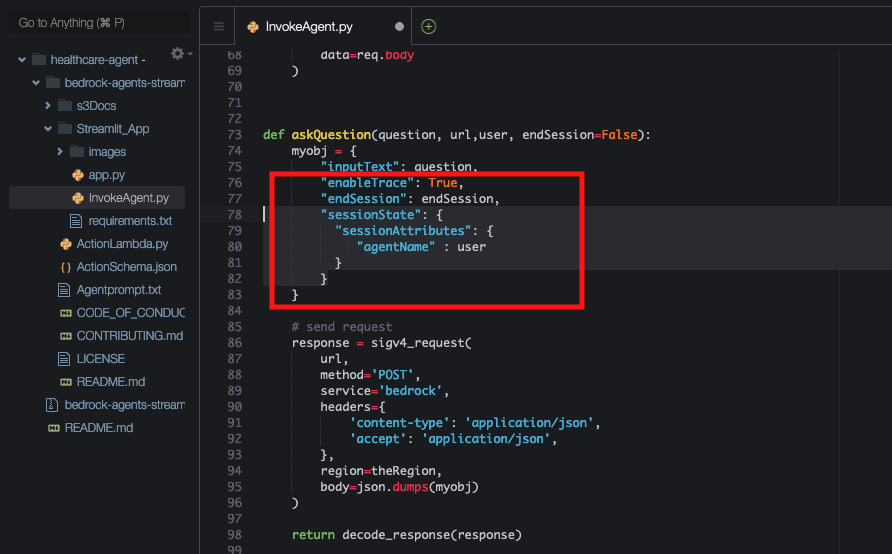 Go to Anything (⌘ P)
healthcare-agent -
bedrock-agents-stream
s3Docs
Streamlit_App
images
app.py
InvokeAgent.py
requirements.txt
ActionLambda.py
ActionSchema.json
Agentprompt.txt
CODE_OF_CONDUC
CONTRIBUTING.md
LICENSE
README.md
bedrock-agents-stream
README.md
InvokeAgent.py
68 data=req.body
69 )
70
71
72
73 def askQuestion(question, url,user, endSession=False):
74 myobj = {
75 "inputText": question,
76 "enableTrace": True,
77 "endSession": endSession,
78 "sessionState": {
79 "sessionAttributes": {
80 "agentName" : user
81 }
82 }
83 }
84
85 # send request
86 response = sigv4_request(
87 url,
88 method='POST',
89 service='bedrock',
90 headers={
91 'content-type': 'application/json',
92 'accept': 'application/json',
93 },
94 region=theRegion,
95 body=json.dumps(myobj)
96 )
97
98 return decode_response(response)
99